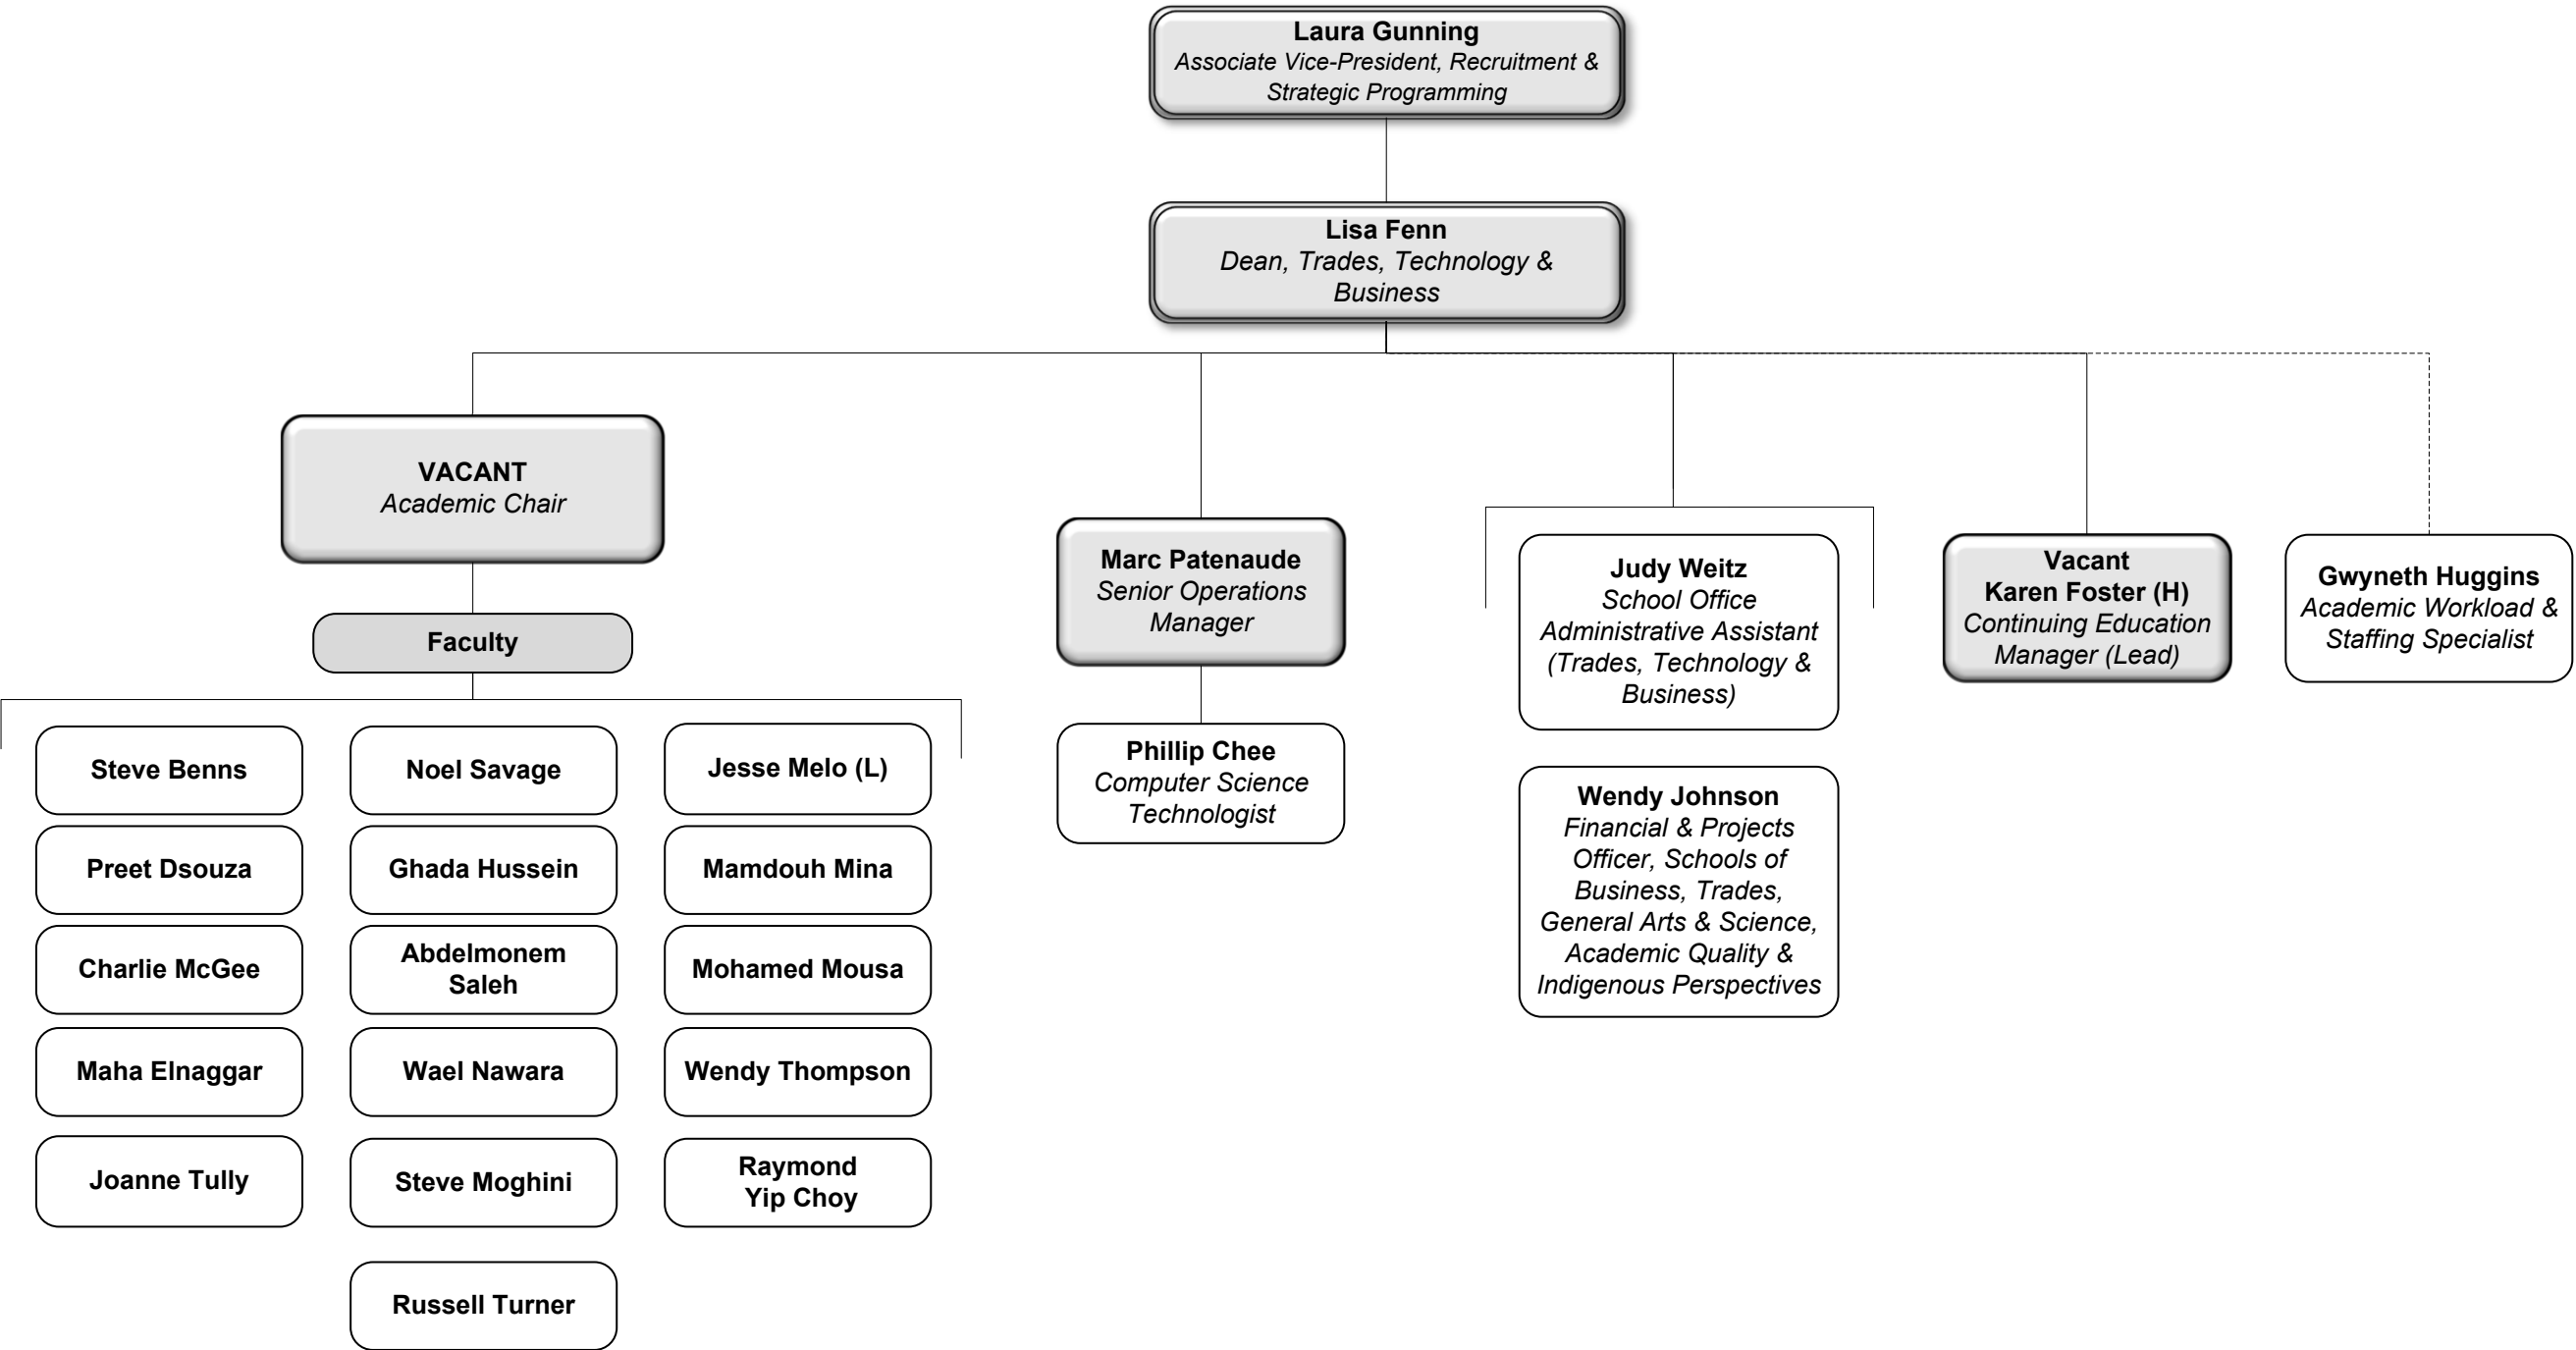 Laura Gunning
Associate Vice-President, Recruitment &
Strategic Programming
Lisa Fenn
Dean, Trades, Technology &
Business
VACANT
Academic Chair
Faculty
Steve Benns
Preet Dsouza
Charlie McGee
Maha Elnaggar
Joanne Tully
Noel Savage
Ghada Hussein
Abdelmonem
Saleh
Wael Nawara
Steve Moghini
Russell Turner
Jesse Melo (L)
Mamdouh Mina
Mohamed Mousa
Wendy Thompson
Raymond
Yip Choy
Marc Patenaude
Senior Operations
Manager
Phillip Chee
Computer Science
Technologist
Judy Weitz
School Office
Administrative Assistant
(Trades, Technology &
Business)
Wendy Johnson
Financial & Projects
Officer, Schools of
Business, Trades,
General Arts & Science,
Academic Quality &
Indigenous Perspectives
Vacant
Karen Foster (H)
Continuing Education
Manager (Lead)
Gwyneth Huggins
Academic Workload &
Staffing Specialist